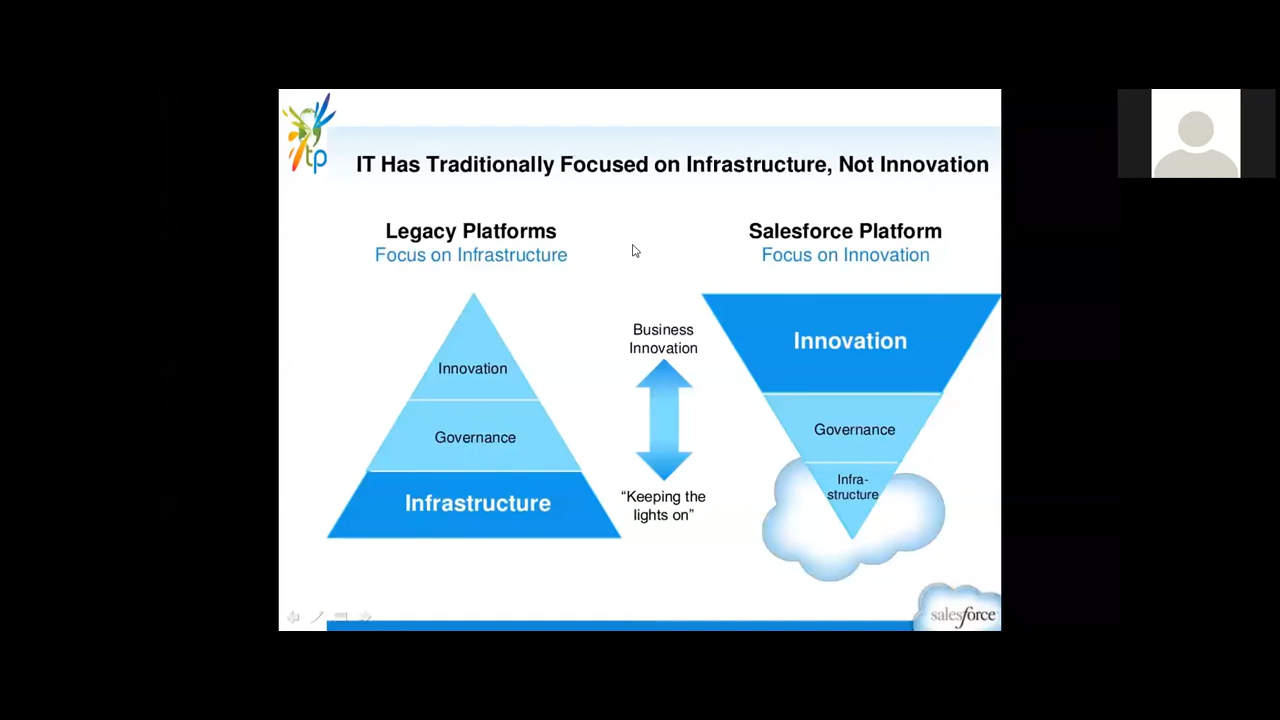 tp
IT Has Traditionally Focused on Infrastructure, Not Innovation
Legacy Platforms
Focus on Infrastructure
Innovation
Governance
Infrastructure
Business
Innovation
“Keeping the
lights on”
Salesforce Platform
Focus on Innovation
Innovation
Governance
Infra-
structure
salesforce